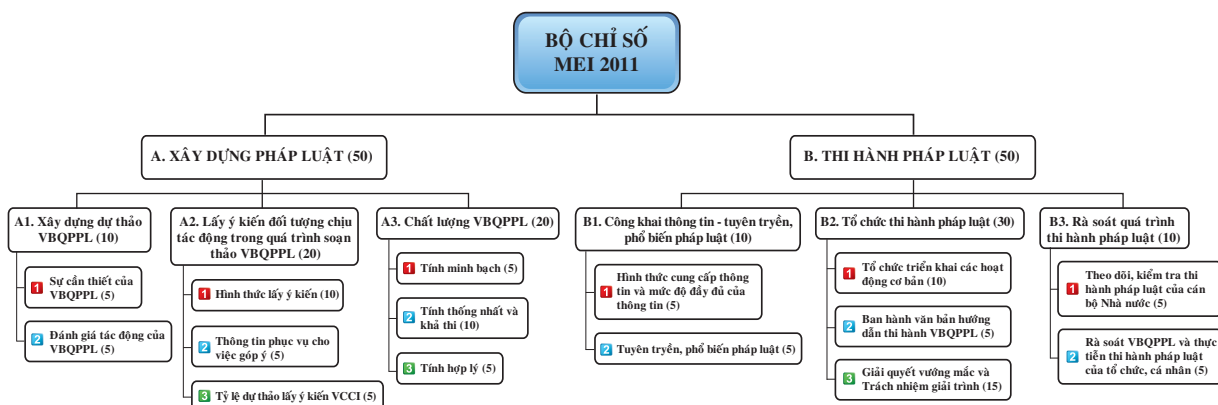 BỘ CHỈ SỐ
MEI 2011
A. XÂY DỰNG PHÁP LUẬT (50)
B. THI HÀNH PHÁP LUẬT (50)
A1. Xây dựng dự thảo
VBQPPL (10)
1 Sự cần thiết của
VBQPPL (5)
2 Đánh giá tác động của
VBQPPL (5)
A2. Lấy ý kiến đối tượng chịu
tác động trong quá trình soạn
thảo VBQPPL (20)
1 Hình thức lấy ý kiến (10)
2 Thông tin phục vụ cho
việc góp ý (5)
3 Tỷ lệ dự thảo lấy ý kiến VCCI (5)
A3. Chất lượng VBQPPL (20)
1 Tính minh bạch (5)
2 Tính thống nhất và
khả thi (10)
3 Tính hợp lý (5)
B1. Công khai thông tin - tuyên tryền,
phổ biến pháp luật (10)
Hình thức cung cấp thông
1 tin và mức độ đầy đủ của
thông tin (5)
2 Tuyên tryền, phổ biến pháp luật (5)
B2. Tổ chức thi hành pháp luật (30)
1 Tổ chức triển khai các hoạt
động cơ bản (10)
2 Ban hành văn bản hướng
dẫn thi hành VBQPPL (5)
3 Giải quyết vướng mắc và
Trách nhiệm giải trình (15)
B3. Rà soát quá trình
thi hành pháp luật (10)
Theo dõi, kiểm tra thi
1 hành pháp luật của cán
bộ Nhà nước (5)
Rà soát VBQPPL và thực
2 tiễn thi hành pháp luật
của tổ chức, cá nhân (5)